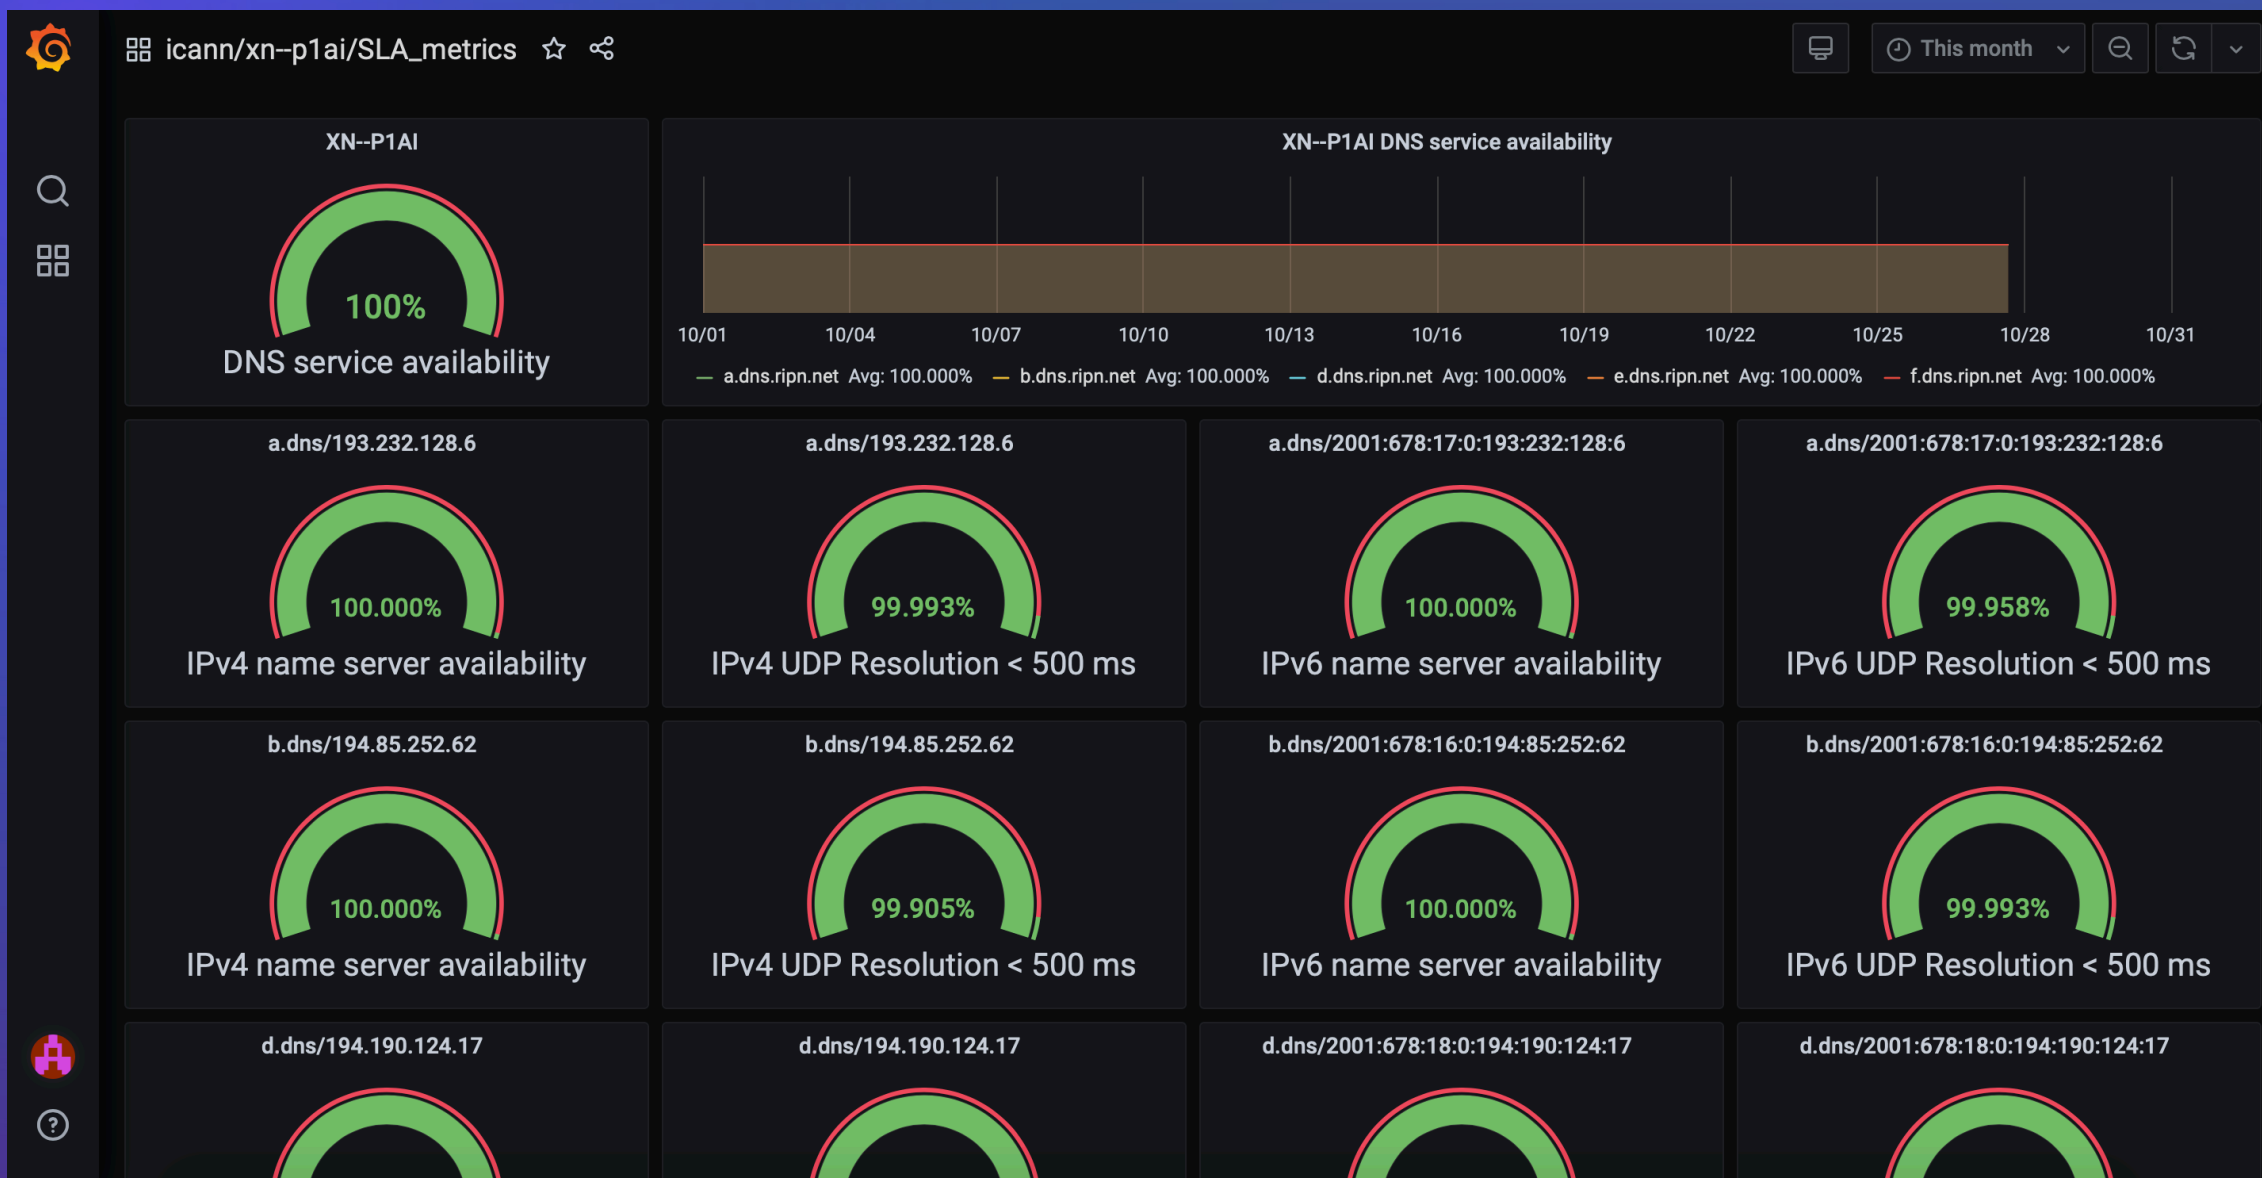 icann/xn--p1ai/SLA_metrics
This month
XN--P1AI
100%
DNS service availability
XN--P1AI DNS service availability
10/01 10/04 10/07 10/10 10/13 10/16 10/19 10/22 10/25 10/28 10/31
a.dns.ripn.net Avg: 100.000% b.dns.ripn.net Avg: 100.000% d.dns.ripn.net Avg: 100.000% e.dns.ripn.net Avg: 100.000% f.dns.ripn.net Avg: 100.000%
a.dns/193.232.128.6
100.000%
IPv4 name server availability
a.dns/193.232.128.6
99.993%
IPv4 UDP Resolution < 500 ms
a.dns/2001:678:17:0:193:232:128:6
100.000%
IPv6 name server availability
a.dns/2001:678:17:0:193:232:128:6
99.958%
IPv6 UDP Resolution < 500 ms
b.dns/194.85.252.62
100.000%
IPv4 name server availability
b.dns/194.85.252.62
99.905%
IPv4 UDP Resolution < 500 ms
b.dns/2001:678:16:0:194:85:252:62
100.000%
IPv6 name server availability
b.dns/2001:678:16:0:194:85:252:62
99.993%
IPv6 UDP Resolution < 500 ms
d.dns/194.190.124.17
d.dns/194.190.124.17
d.dns/2001:678:18:0:194:190:124:17
d.dns/2001:678:18:0:194:190:124:17